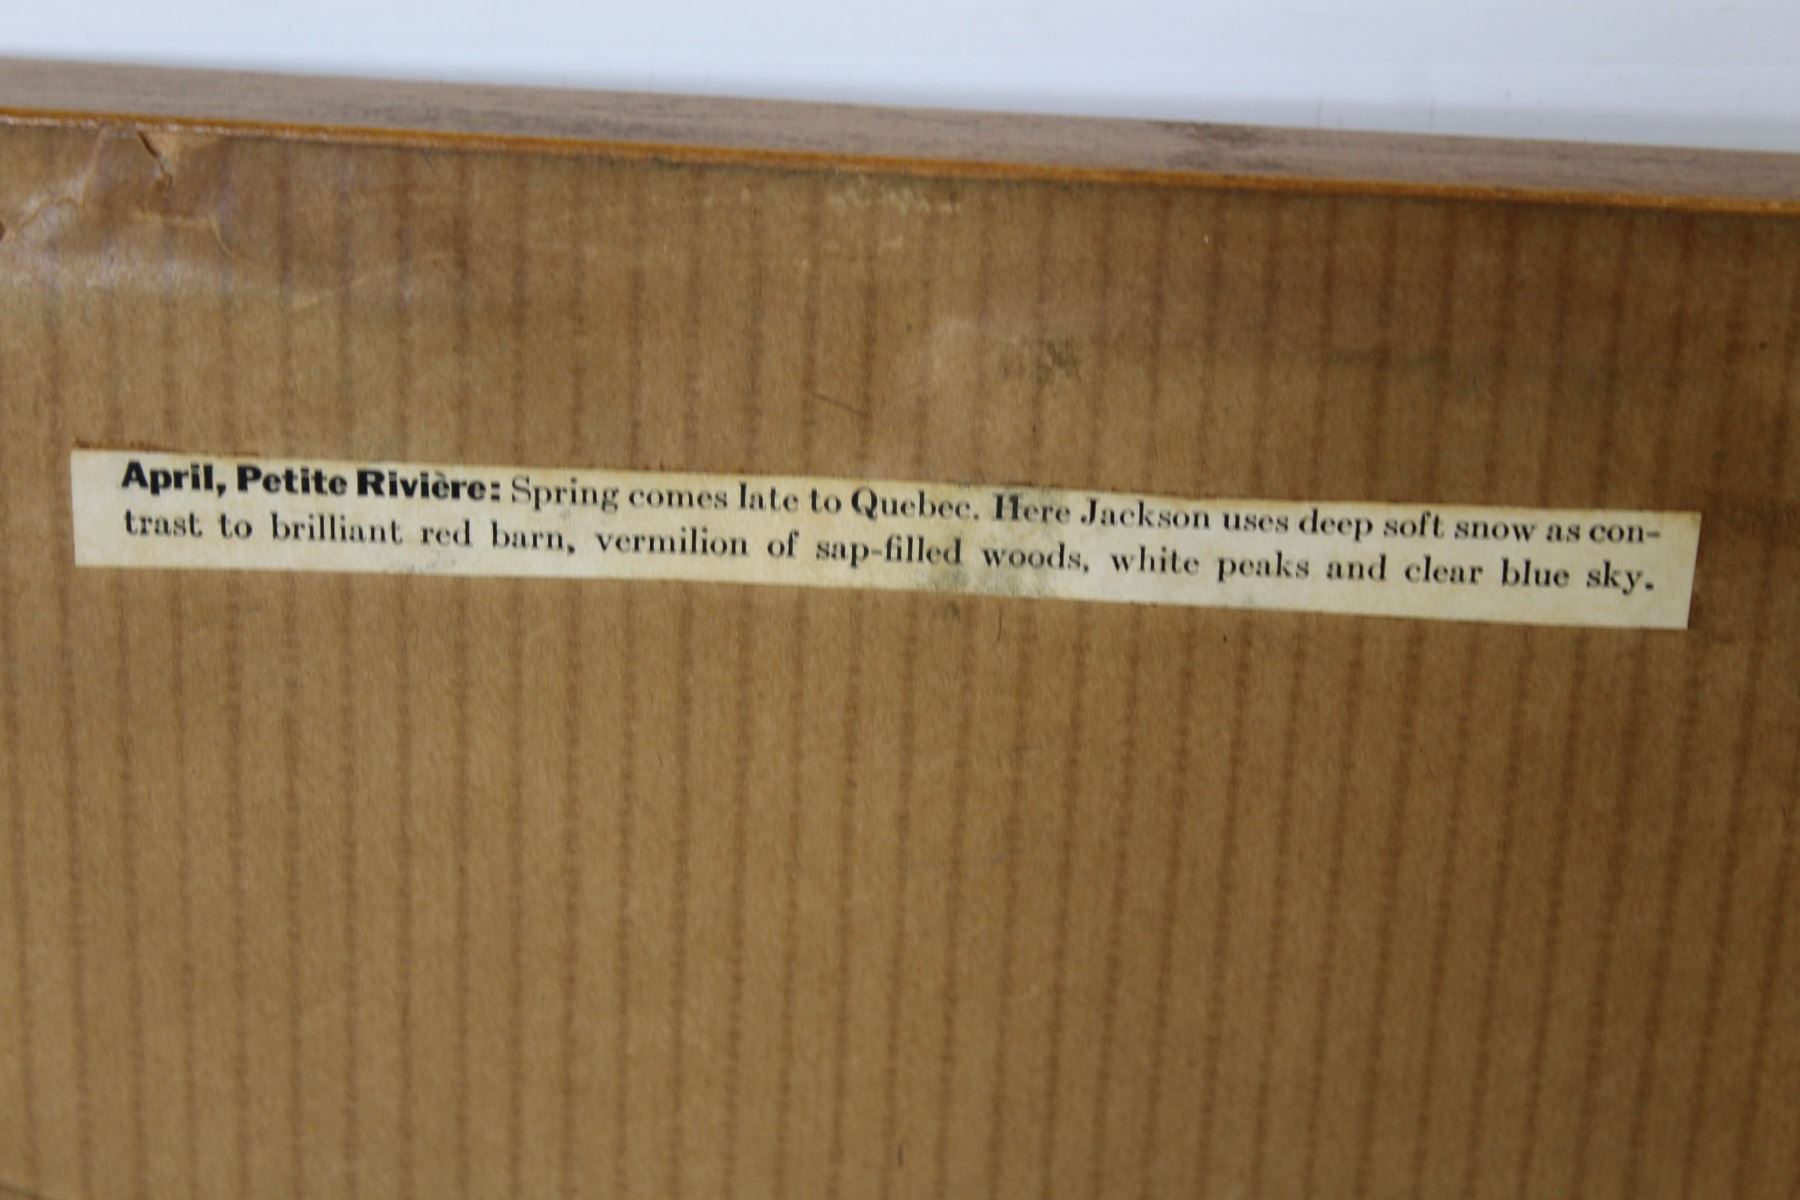 April, Petite Rivière: Spring comes late to Quebec. Here Jackson uses deep soft snow as con-
trast to brilliant red barn, vermilion of sap-filled woods, white peaks and clear blue sky.